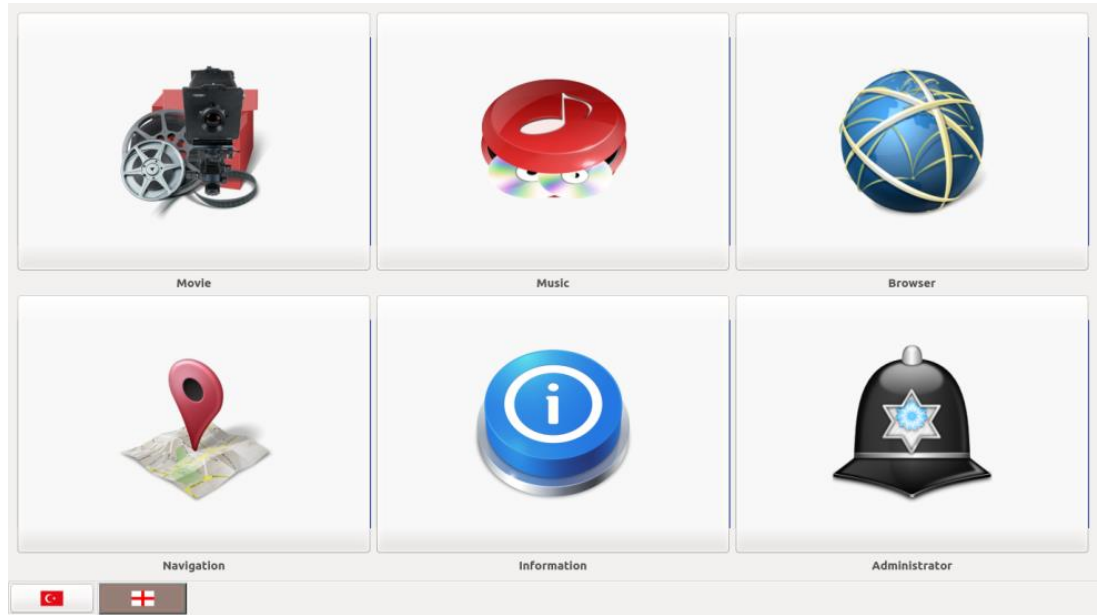 Movie
Music
Browser
Navigation
Information
Administrator